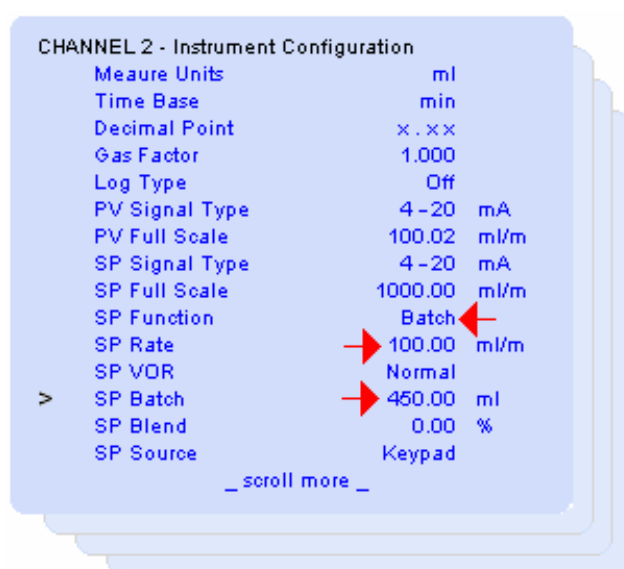 CHANNEL 2 - Instrument Configuration
Meaure Units ml
Time Base min
Decimal Point x.xx
Gas Factor 1.000
Log Type Off
PV Signal Type 4-20 mA
PV Full Scale 100.02 ml/m
SP Signal Type 4-20 mA
SP Full Scale 1000.00 ml/m
SP Function Batch
SP Rate 100.00 ml/m
SP VOR Normal
> SP Batch 450.00 ml
SP Blend 0.00 %
SP Source Keypad
_ scroll more _